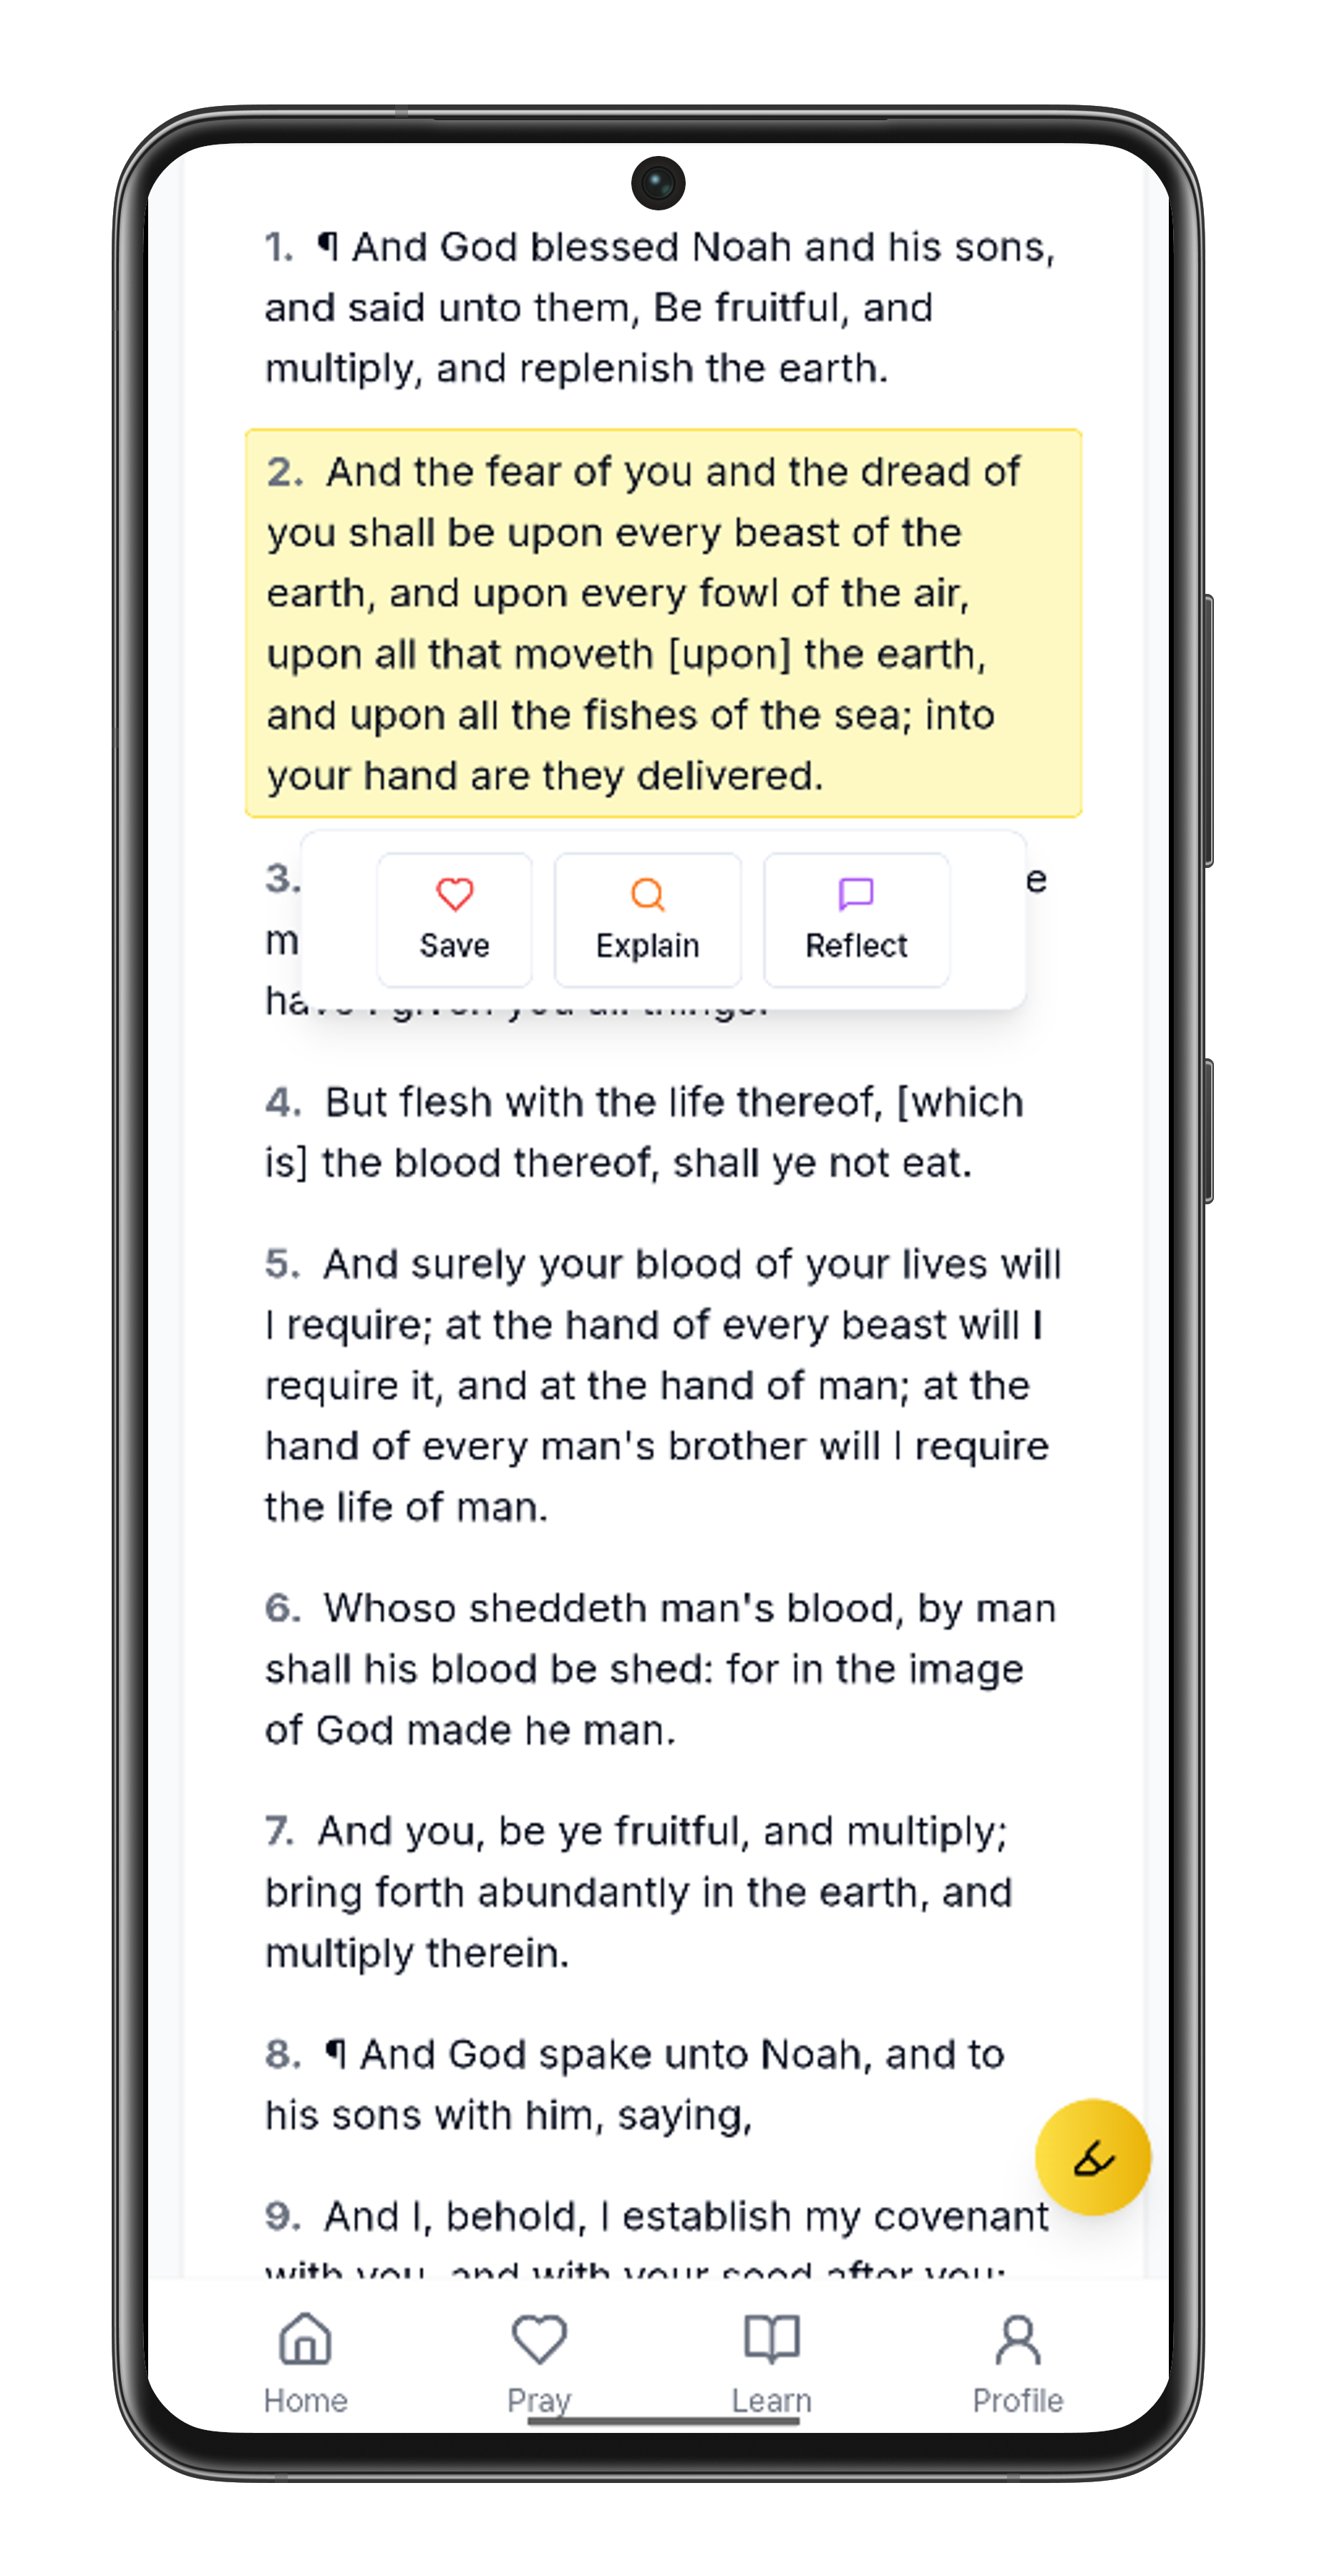 1. ¶ And God blessed Noah and his sons,
and said unto them, Be fruitful, and
multiply, and replenish the earth.
2. And the fear of you and the dread of
you shall be upon every beast of the
earth, and upon every fowl of the air,
upon all that moveth [upon] the earth,
and upon all the fishes of the sea; into
your hand are they delivered.
3.
Save Explain Reflect
4. But flesh with the life thereof, [which
is] the blood thereof, shall ye not eat.
5. And surely your blood of your lives will
I require; at the hand of every beast will I
require it, and at the hand of man; at the
hand of every man's brother will I require
the life of man.
6. Whoso sheddeth man's blood, by man
shall his blood be shed: for in the image
of God made he man.
7. And you, be ye fruitful, and multiply;
bring forth abundantly in the earth, and
multiply therein.
8. ¶ And God spake unto Noah, and to
his sons with him, saying,
9. And I, behold, I establish my covenant
with you, and with your seed after you;
Home Pray Learn Profile